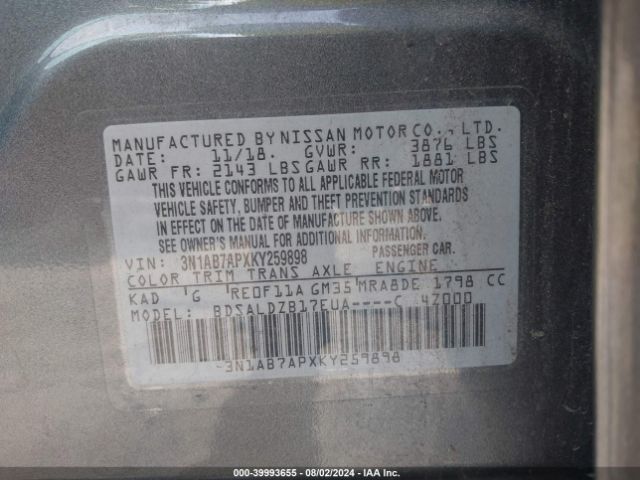 MANUFACTURED BY NISSAN MOTOR CO., LTD.
DATE: 11/18. GVWR: 3876 LBS
GAWR FR: 2143 LBS GAWR RR: 1881 LBS
THIS VEHICLE CONFORMS TO ALL APPLICABLE FEDERAL MOTOR
VEHICLE SAFETY, BUMPER AND THEFT PREVENTION STANDARDS
IN EFFECT ON THE DATE OF MANUFACTURE SHOWN ABOVE.
SEE OWNER'S MANUAL FOR ADDITIONAL INFORMATION.
VIN: 3N1AB7APXKY259898 PASSENGER CAR.
COLOR TRIM TRANS AXLE ENGINE
KAD 'G 'RE0F11A GM35 MRA8DE 1798 CC
MODEL: BDSALDZB17EUA----C 4Z000
-3N1AB7APXKY259898
000-39993655 • 08/02/2024 • IAA Inc.